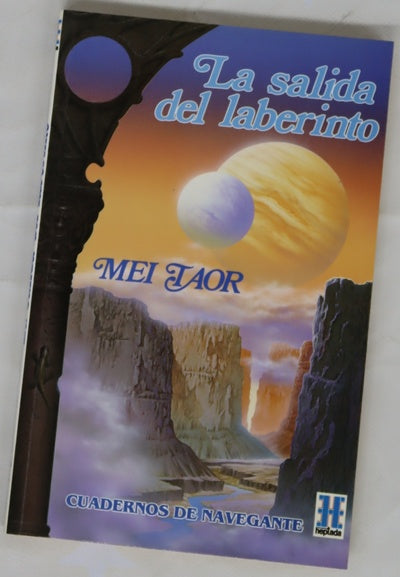 La salida
del laberinto
MEI TAOR
CUADERNOS DE NAVEGANTE
heptada